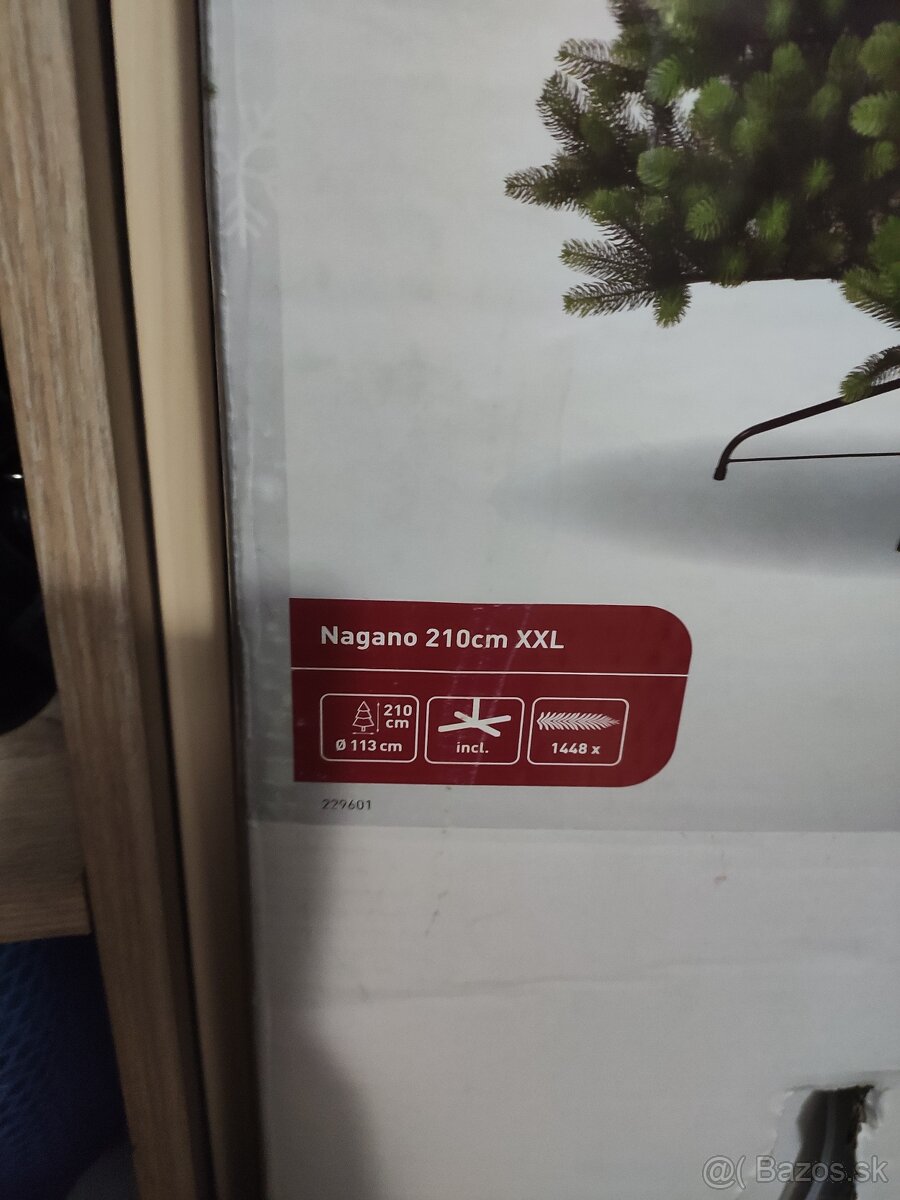 Nagano 210cm XXL
210
cm
Ø 113 cm
incl.
1448 x
229601
@( Bazos.sk